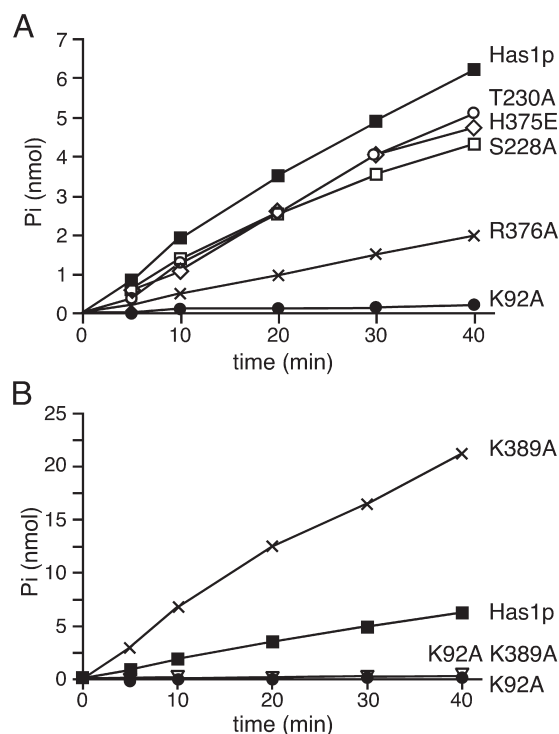 A
7
6
5
4
3
2
1
0
Pi (nmol)
0 10 20 30 40
time (min)
Has1p
T230A
H375E
S228A
R376A
K92A
B
25
20
15
10
5
0
Pi (nmol)
0 10 20 30 40
time (min)
K389A
Has1p
K92A K389A
K92A